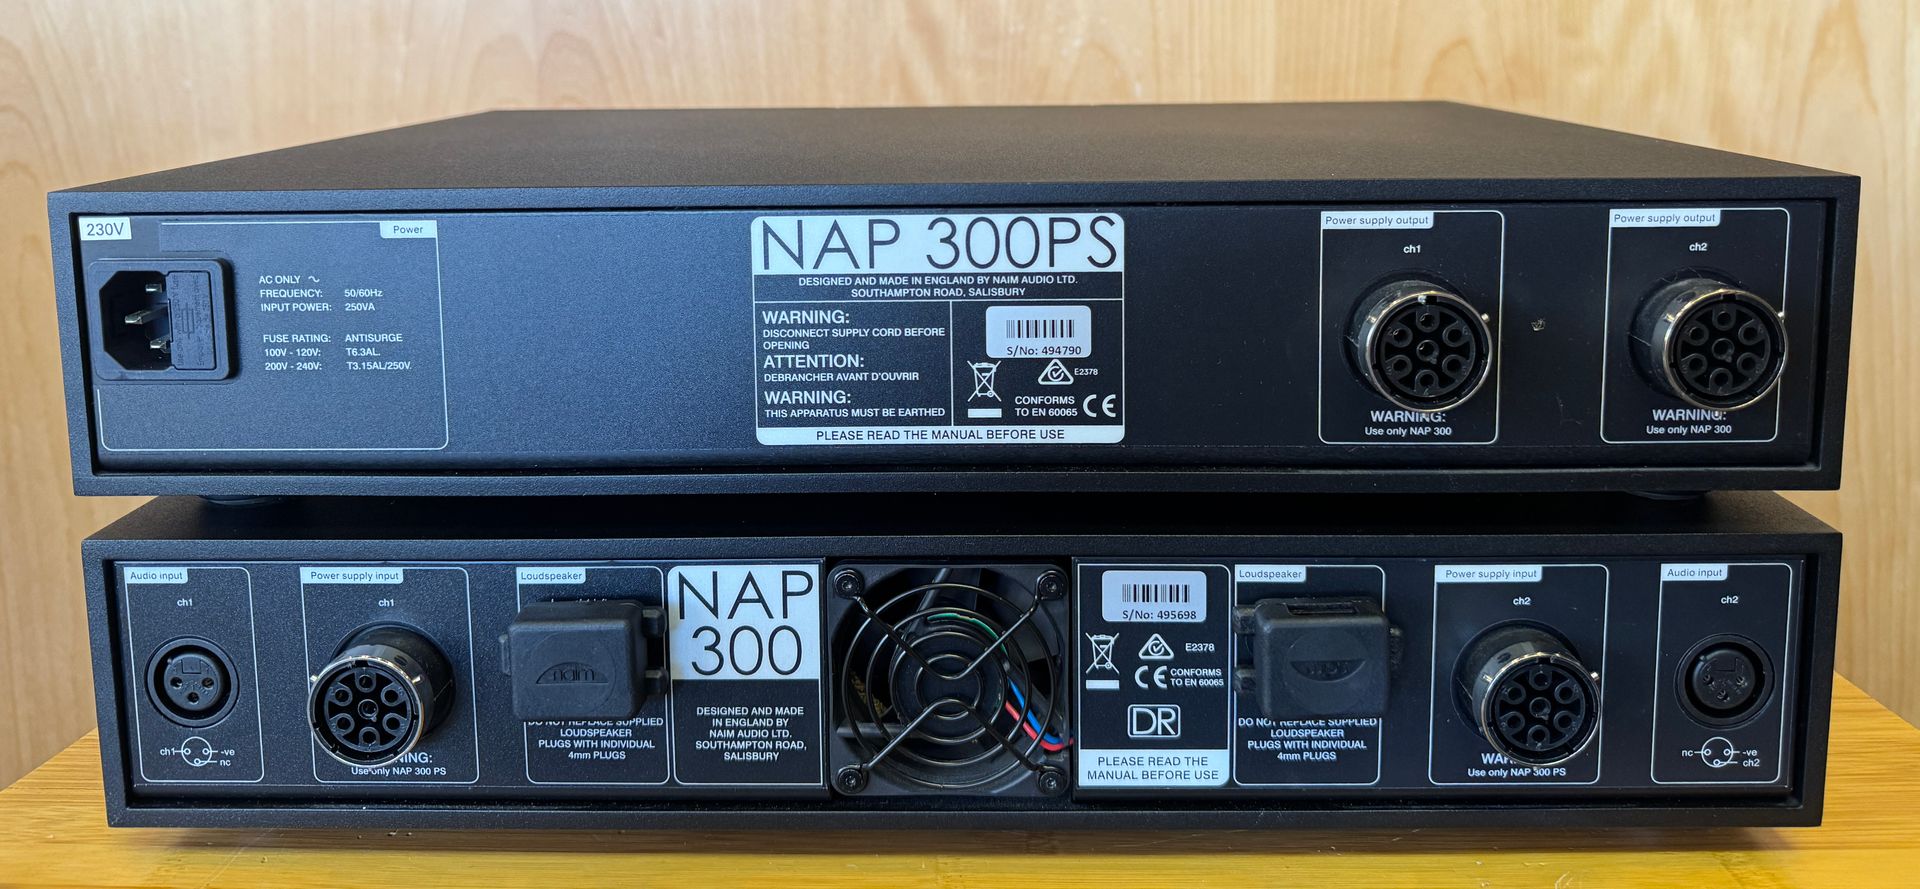 230V
Power
AC ONLY
FREQUENCY: 50/60Hz
INPUT POWER: 250VA
FUSE RATING: ANTISURGE
100V - 120V: T6.3AL.
200V - 240V: T3.15AL/250V.
NAP 300PS
DESIGNED AND MADE IN ENGLAND BY NAIM AUDIO LTD.
SOUTHAMPTON ROAD, SALISBURY
WARNING:
DISCONNECT SUPPLY CORD BEFORE
OPENING
ATTENTION:
DEBRANCHER AVANT D'OUVRIR
WARNING:
THIS APPARATUS MUST BE EARTHED
S/No: 494790
E2378
CONFORMS
TO EN 60065
CE
PLEASE READ THE MANUAL BEFORE USE
Power supply output
ch1
WARNING:
Use only NAP 300
Power supply output
ch2
WARNING:
Use only NAP 300
Audio input
ch1
ch1 -ve
nc
Power supply input
ch1
WARNING:
Use only NAP 300 PS
Loudspeaker
naim
DO NOT REPLACE SUPPLIED
LOUDSPEAKER
PLUGS WITH INDIVIDUAL
4mm PLUGS
NAP
300
DESIGNED AND MADE
IN ENGLAND BY
NAIM AUDIO LTD.
SOUTHAMPTON ROAD,
SALISBURY
S/No: 495698
E2378
CE CONFORMS
TO EN 60065
DR
PLEASE READ THE
MANUAL BEFORE USE
Loudspeaker
DO NOT REPLACE SUPPLIED
LOUDSPEAKER
PLUGS WITH INDIVIDUAL
4mm PLUGS
Power supply input
ch2
WARNING:
Use only NAP 300 PS
Audio input
ch2
nc -ve
ch2